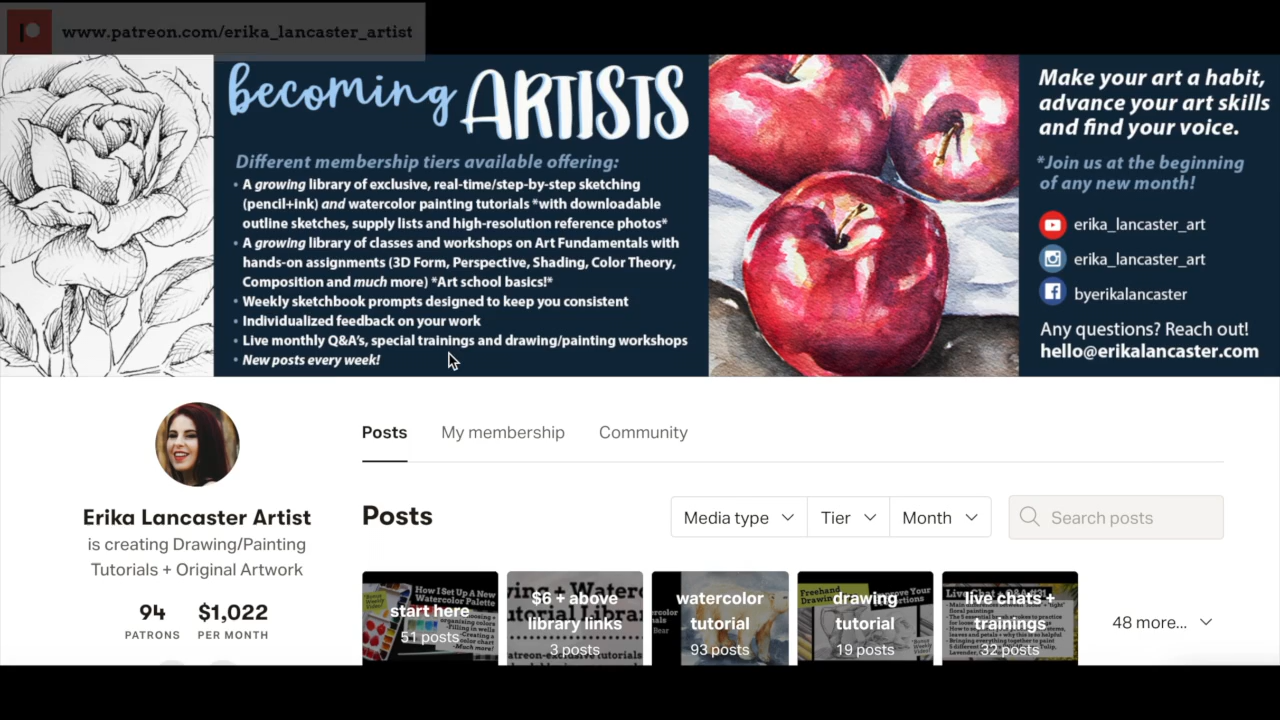 www.patreon.com/erika_lancaster_artist
becoming ARTISTS
Different membership tiers available offering:
• A growing library of exclusive, real-time/step-by-step sketching
(pencil+ink) and watercolor painting tutorials *with downloadable
outline sketches, supply lists and high-resolution reference photos*
• A growing library of classes and workshops on Art Fundamentals with
hands-on assignments (3D Form, Perspective, Shading, Color Theory,
Composition and much more) *Art school basics!*
• Weekly sketchbook prompts designed to keep you consistent
• Individualized feedback on your work
• Live monthly Q&A's, special trainings and drawing/painting workshops
• New posts every week!
Make your art a habit,
advance your art skills
and find your voice.
*Join us at the beginning
of any new month!
erika_lancaster_art
erika_lancaster_art
byerikalancaster
Any questions? Reach out!
hello@erikalancaster.com
Erika Lancaster Artist
is creating Drawing/Painting
Tutorials + Original Artwork
94 $1,022
PATRONS PER MONTH
Posts My membership Community
Posts
Media type Tier Month Search posts
start here
51 posts
$6 + above
library links
3 posts
watercolor
tutorial
93 posts
drawing
tutorial
19 posts
live chats +
trainings
32 posts
48 more...